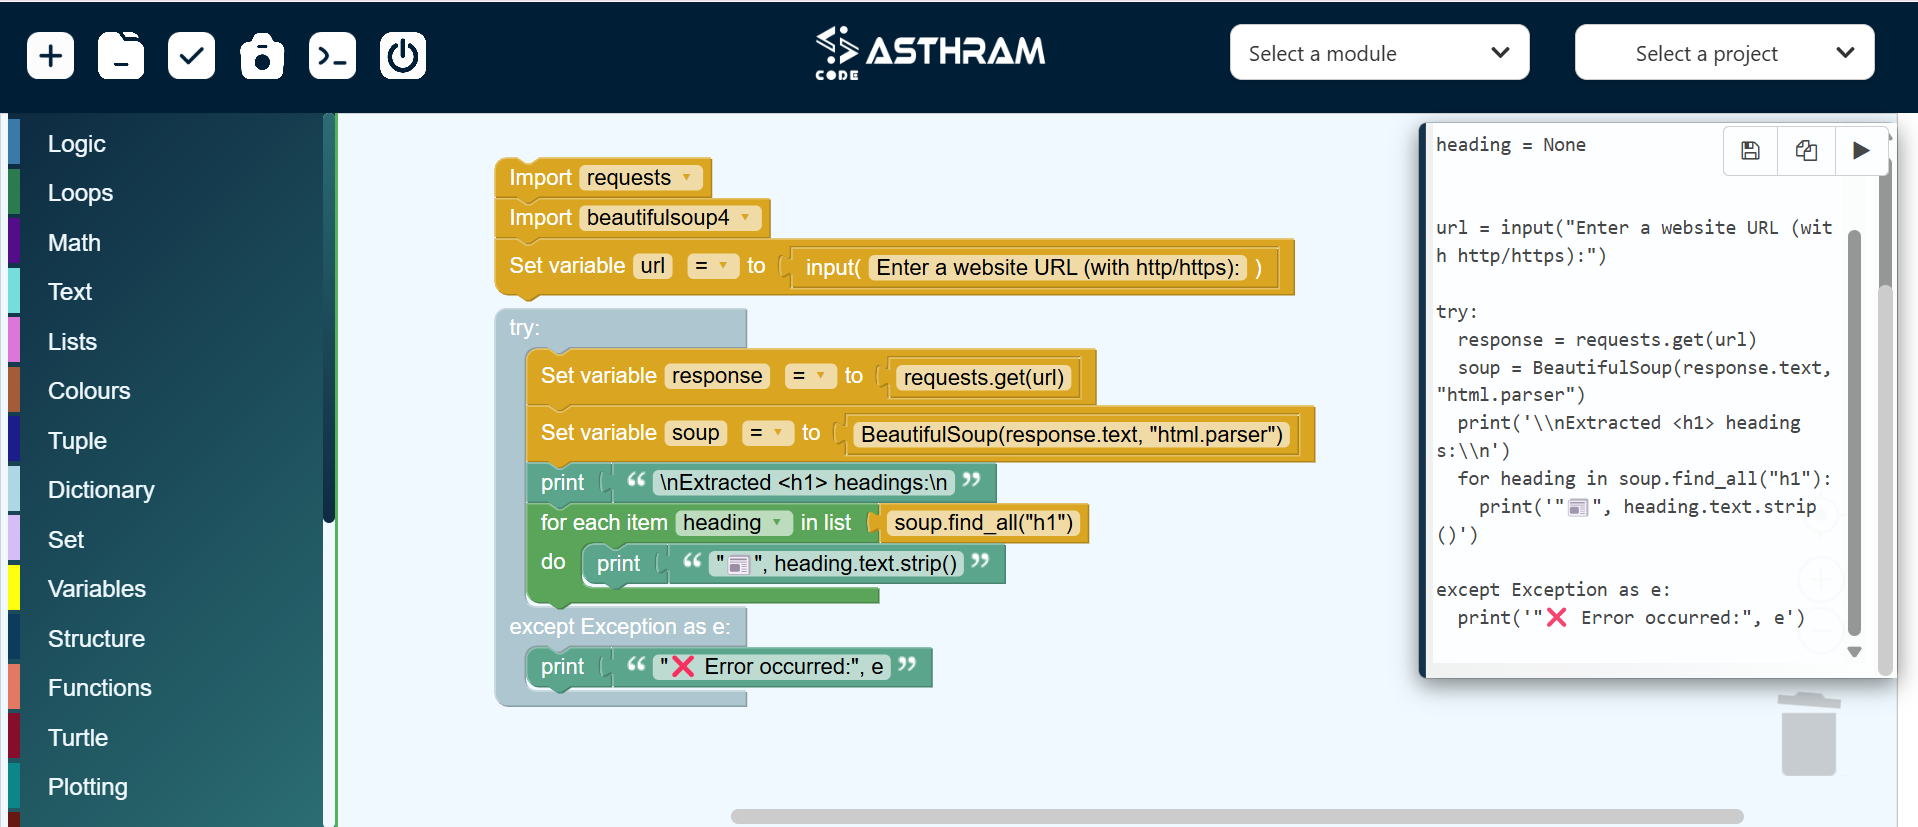 CODE ASTHRAM
Select a module
Select a project
Logic
Loops
Math
Text
Lists
Colours
Tuple
Dictionary
Set
Variables
Structure
Functions
Turtle
Plotting
Import requests
Import beautifulsoup4
Set variable url = to input( Enter a website URL (with http/https): )
try:
Set variable response = to requests.get(url)
Set variable soup = to BeautifulSoup(response.text, "html.parser")
print “ \nExtracted <h1> headings:\n ”
for each item heading in list soup.find_all("h1")
do print “ "📰", heading.text.strip() ”
except Exception as e:
print “ "❌ Error occurred:", e ”
heading = None
url = input("Enter a website URL (wit
h http/https):")
try:
  response = requests.get(url)
  soup = BeautifulSoup(response.text,
"html.parser")
  print('\\nExtracted <h1> heading
s:\\n')
  for heading in soup.find_all("h1"):
    print('"📰", heading.text.strip
()')
except Exception as e:
  print('"❌ Error occurred:", e')